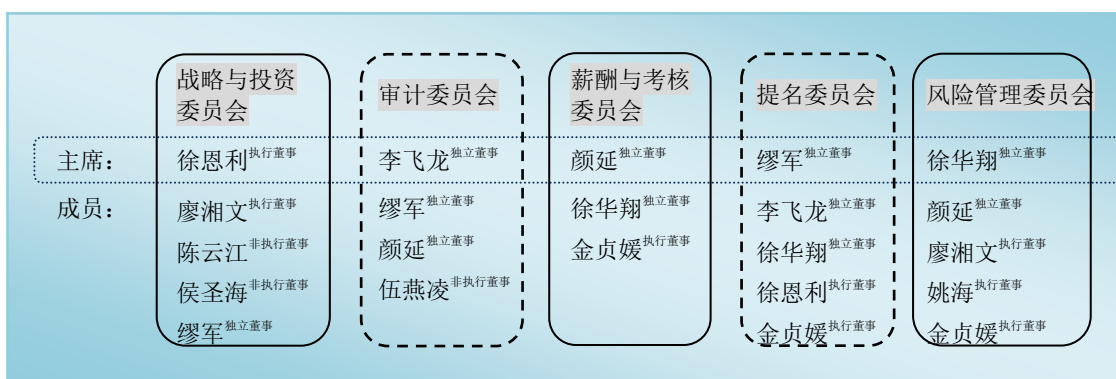 战略与投资
委员会
审计委员会
薪酬与考核
委员会
提名委员会
风险管理委员会
主席： 徐恩利执行董事 李飞龙独立董事 颜延独立董事 缪军独立董事 徐华翔独立董事
成员： 廖湘文执行董事 缪军独立董事 徐华翔独立董事 李飞龙独立董事 颜延独立董事
陈云江非执行董事 颜延独立董事 金贞媛执行董事 徐华翔独立董事 廖湘文执行董事
侯圣海非执行董事 伍燕凌非执行董事 徐恩利执行董事 姚海执行董事
缪军独立董事 金贞媛执行董事 金贞媛执行董事